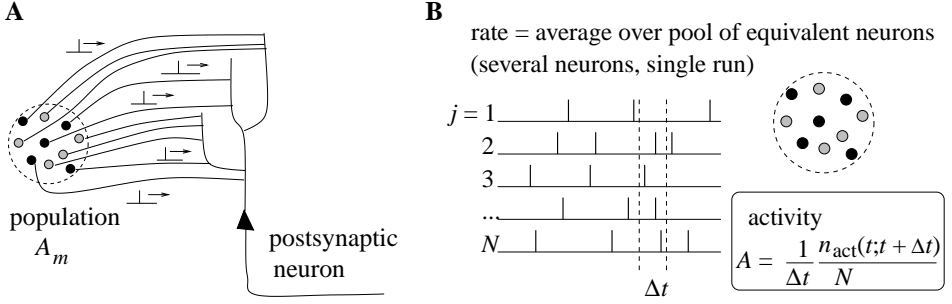 A
population
A_m
postsynaptic
neuron
B
rate = average over pool of equivalent neurons
(several neurons, single run)
j = 1
2
3
...
N
Δt
activity
A = 1/Δt n_act(t; t + Δt)/N